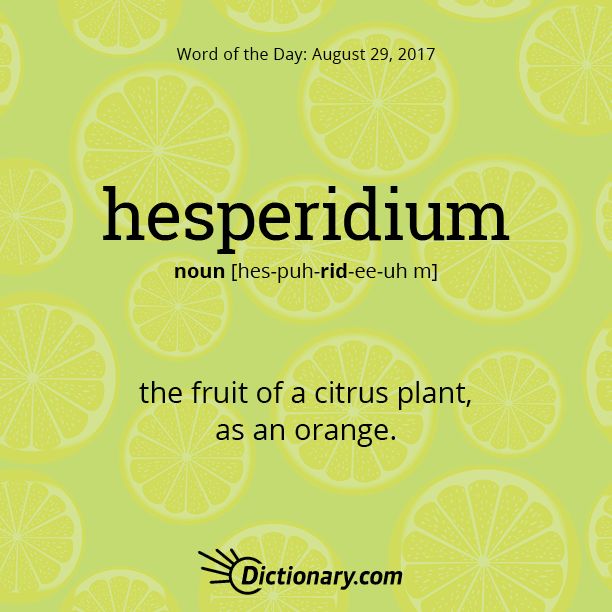 Word of the Day: August 29, 2017
hesperidium
noun [hes-puh-rid-ee-uh m]
the fruit of a citrus plant,
as an orange.
Dictionary.com